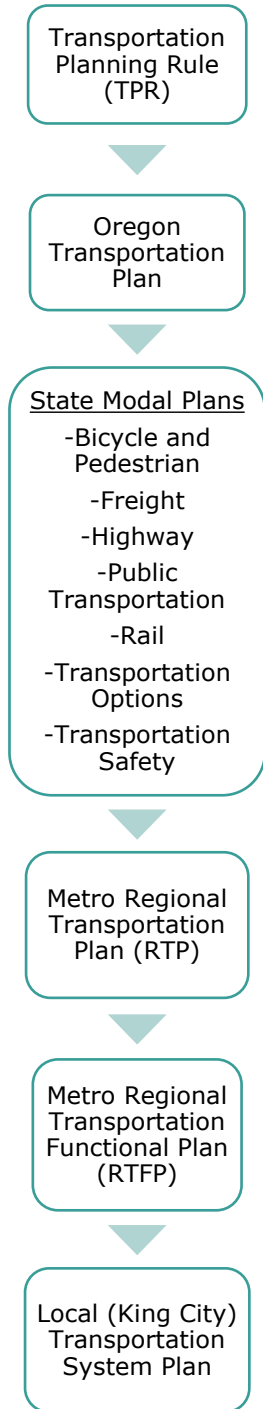 Transportation
Planning Rule
(TPR)
Oregon
Transportation
Plan
State Modal Plans
-Bicycle and
Pedestrian
-Freight
-Highway
-Public
Transportation
-Rail
-Transportation
Options
-Transportation
Safety
Metro Regional
Transportation
Plan (RTP)
Metro Regional
Transportation
Functional Plan
(RTFP)
Local (King City)
Transportation
System Plan